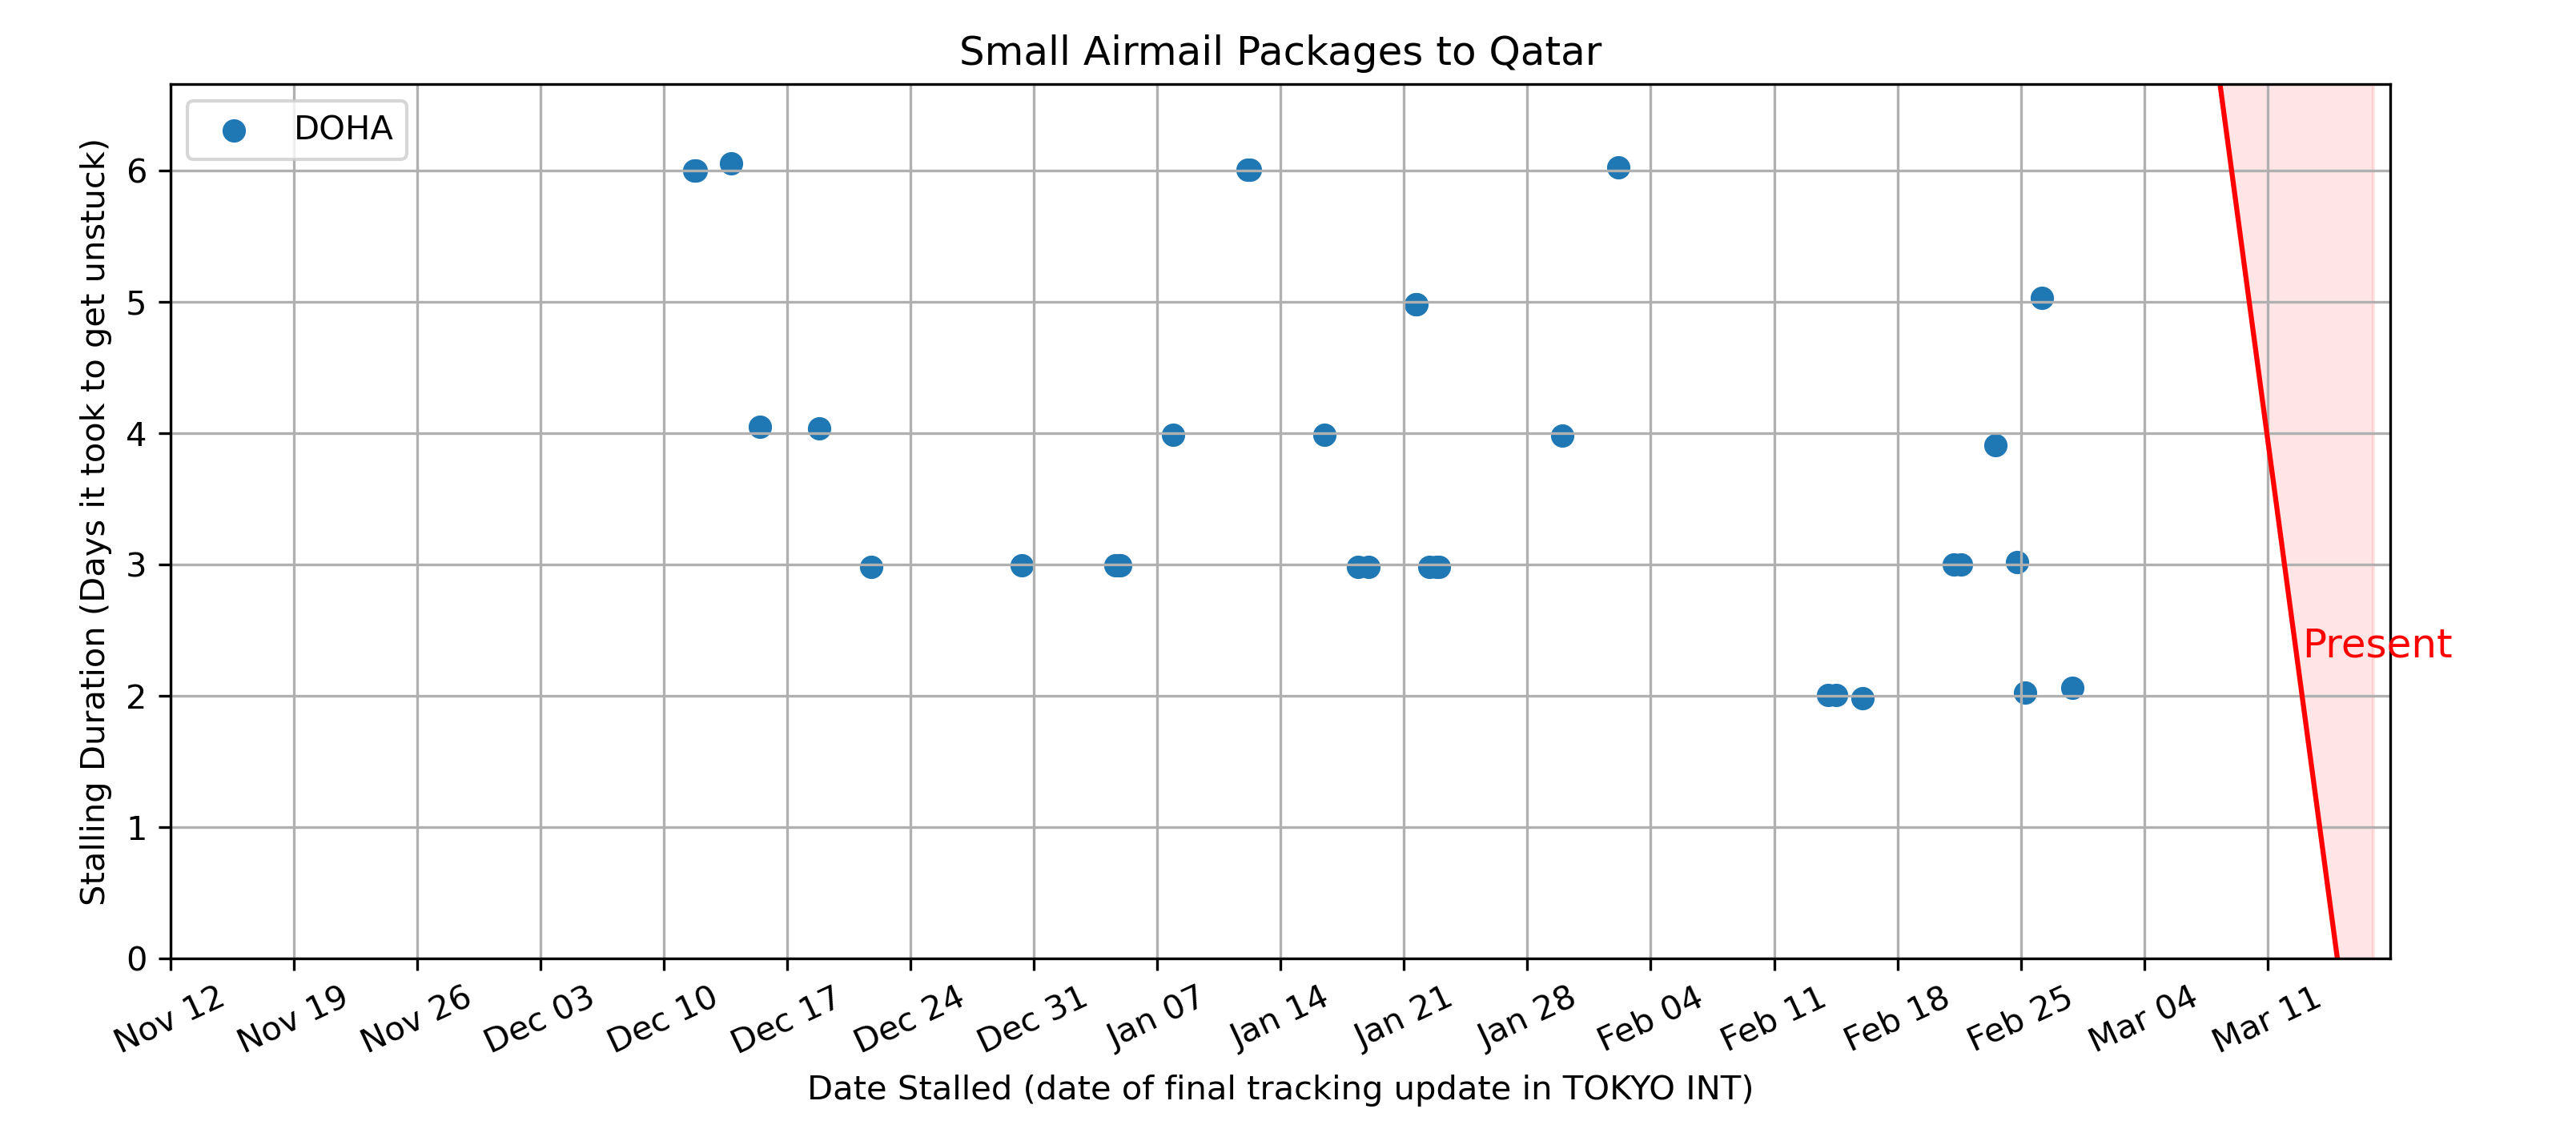 Small Airmail Packages to Qatar
DOHA
Stalling Duration (Days it took to get unstuck)
6
5
4
3
2
1
0
Present
Nov 12
Nov 19
Nov 26
Dec 03
Dec 10
Dec 17
Dec 24
Dec 31
Jan 07
Jan 14
Jan 21
Jan 28
Feb 04
Feb 11
Feb 18
Feb 25
Mar 04
Mar 11
Date Stalled (date of final tracking update in TOKYO INT)